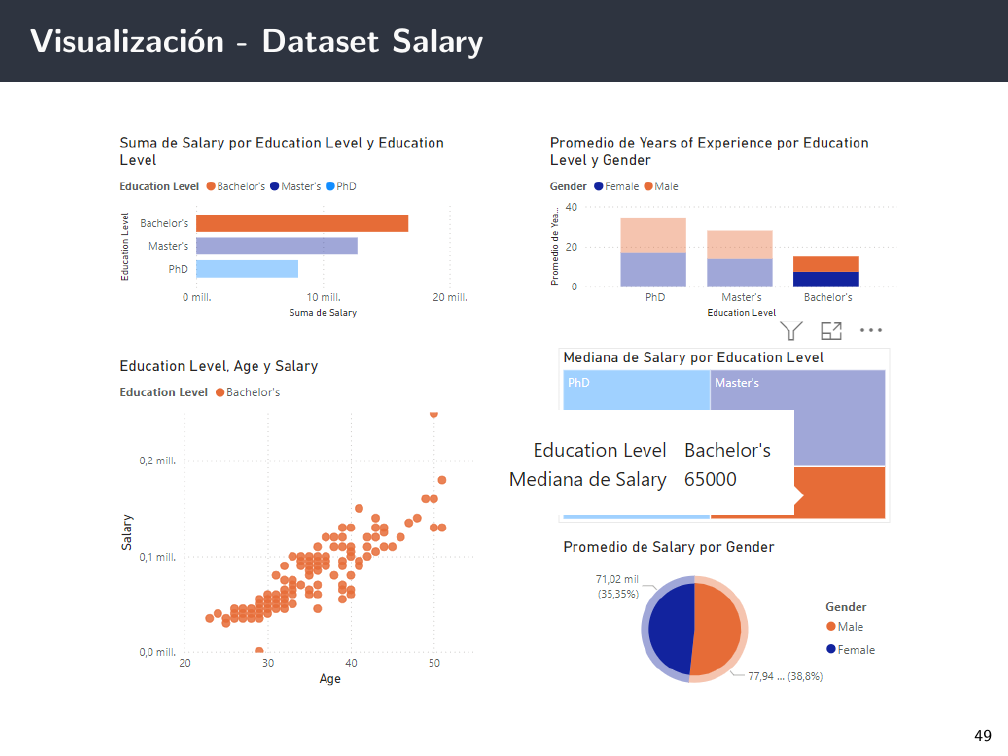 Visualización - Dataset Salary
Suma de Salary por Education Level y Education
Level
Education Level Bachelor's Master's PhD
Education Level
Bachelor's
Master's
PhD
0 mill. 10 mill. 20 mill.
Suma de Salary
Promedio de Years of Experience por Education
Level y Gender
Gender Female Male
Promedio de Yea...
40
20
0
PhD Master's Bachelor's
Education Level
Education Level, Age y Salary
Education Level Bachelor's
Salary
0,2 mill.
0,1 mill.
0,0 mill.
20 30 40 50
Age
Mediana de Salary por Education Level
PhD Master's
Education Level Bachelor's
Mediana de Salary 65000
Promedio de Salary por Gender
71,02 mil
(35,35%)
77,94 ... (38,8%)
Gender
Male
Female
49